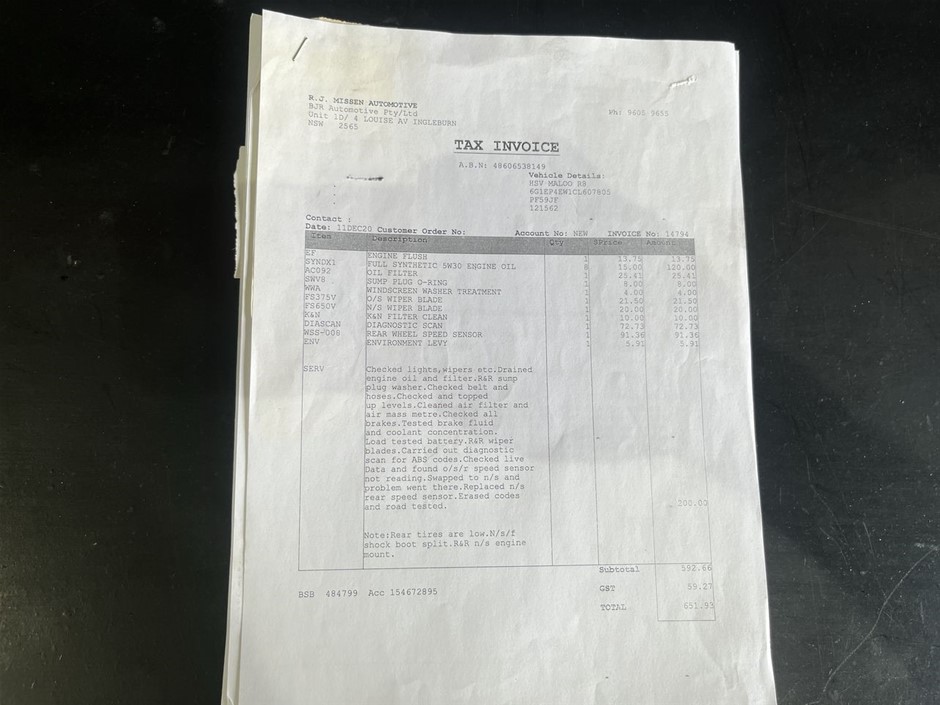 R.J. MISSEN AUTOMOTIVE
BJR Automotive Pty/Ltd
Unit 1D/ 4 LOUISE AV INGLEBURN
NSW 2565
Ph: 9605 5655
TAX INVOICE
A.B.N: 48606538149
Vehicle Details:
HSV MALOO R8
6G1EP4EW1CL607805
PF59JF
121562
Contact :
Date: 11DEC20 Customer Order No: Account No: NEW INVOICE No: 14794
Item Description Qty $Price Amount
EF ENGINE FLUSH 1 13.75 13.75
SYNDX1 FULL SYNTHETIC 5W30 ENGINE OIL 8 15.00 120.00
AC092 OIL FILTER 1 25.41 25.41
SWV8 SUMP PLUG O-RING 1 8.00 8.00
WWA WINDSCREEN WASHER TREATMENT 1 4.00 4.00
FS375V O/S WIPER BLADE 1 21.50 21.50
FS650V N/S WIPER BLADE 1 20.00 20.00
K&N K&N FILTER CLEAN 1 10.00 10.00
DIASCAN DIAGNOSTIC SCAN 1 72.73 72.73
WSS-008 REAR WHEEL SPEED SENSOR 1 91.36 91.36
ENV ENVIRONMENT LEVY 1 5.91 5.91
SERV Checked lights,wipers etc.Drained
engine oil and filter.R&R sump
plug washer.Checked belt and
hoses.Checked and topped
up levels.Cleaned air filter and
air mass metre.Checked all
brakes.Tested brake fluid
and coolant concentration.
Load tested battery.R&R wiper
blades.Carried out diagnostic
scan for ABS codes.Checked live
Data and found o/s/r speed sensor
not reading.Swapped to n/s and
problem went there.Replaced n/s
rear speed sensor.Erased codes
and road tested. 200.00
Note:Rear tires are low.N/s/f
shock boot split.R&R n/s engine
mount.
Subtotal 592.66
BSB 484799 Acc 154672895
GST 59.27
TOTAL 651.93